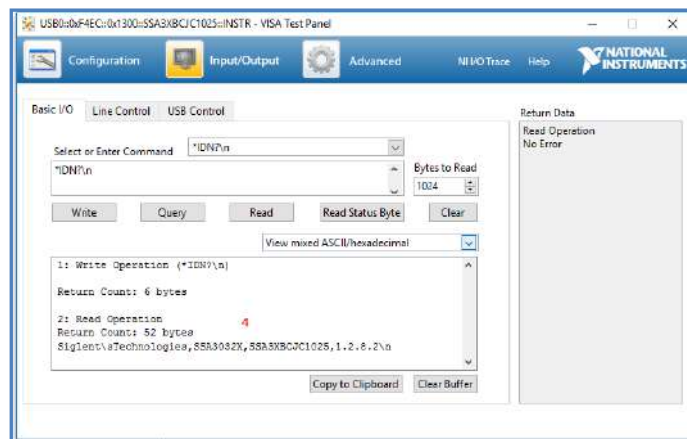 USB0::0xF4EC::0x1300::SSA3XBCJC1025::INSTR - VISA Test Panel
Configuration
Input/Output
Advanced
NI I/O Trace
Help
NATIONAL
INSTRUMENTS
Basic I/O
Line Control
USB Control
Return Data
Read Operation
No Error
Select or Enter Command
*IDN?\n
*IDN?\n
Bytes to Read
1024
Write
Query
Read
Read Status Byte
Clear
View mixed ASCII/hexadecimal
1: Write Operation (*IDN?\n)
Return Count: 6 bytes
2: Read Operation
4
Return Count: 52 bytes
Siglent\sTechnologies,SSA3032X,SSA3XBCJC1025,1.2.8.2\n
Copy to Clipboard
Clear Buffer